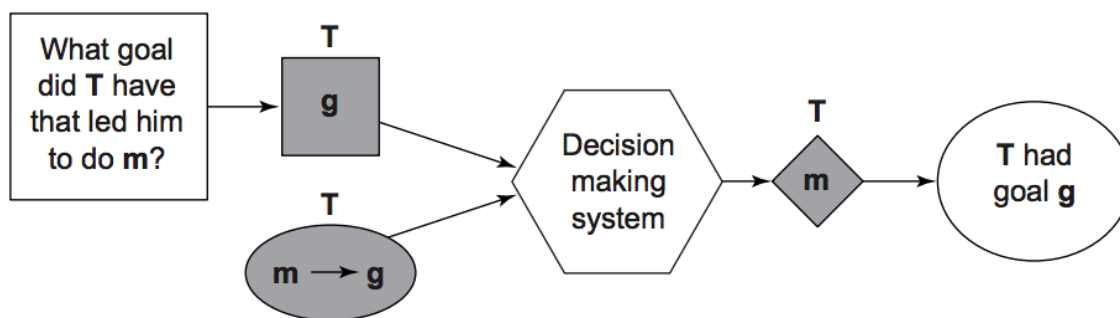 What goal
did T have
that led him
to do m?
T
g
T
m → g
Decision
making
system
T
m
T had
goal g